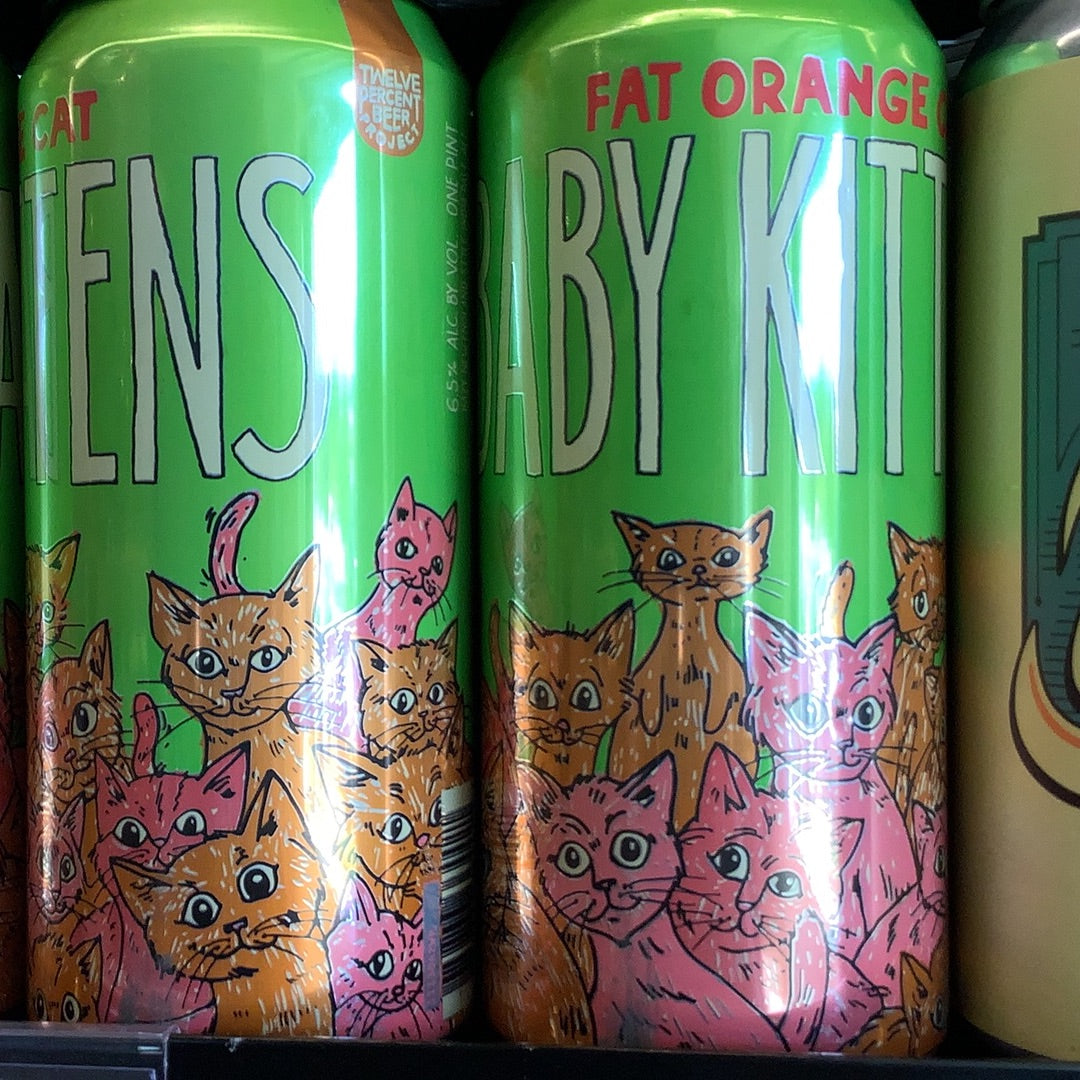 E CAT
TENS
TWELVE
PERCENT
BEER
PROJECT
6.5% ALC BY VOL. ONE PINT
FAT ORANGE C
BABY KITT